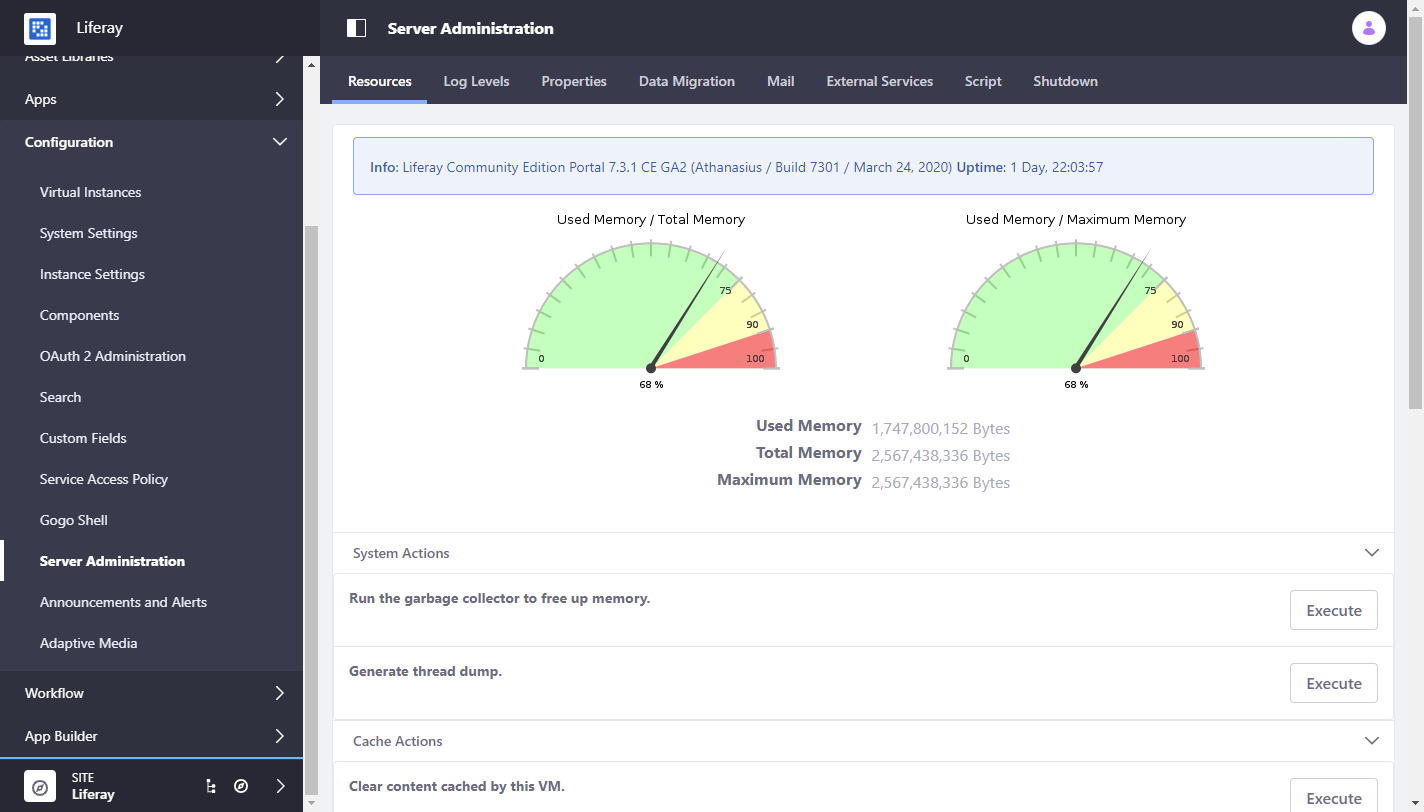 Liferay
Server Administration
Asset Libraries
Apps
Configuration
Virtual Instances
System Settings
Instance Settings
Components
OAuth 2 Administration
Search
Custom Fields
Service Access Policy
Gogo Shell
Server Administration
Announcements and Alerts
Adaptive Media
Workflow
App Builder
SITE
Liferay
Resources Log Levels Properties Data Migration Mail External Services Script Shutdown
Info: Liferay Community Edition Portal 7.3.1 CE GA2 (Athanasius / Build 7301 / March 24, 2020) Uptime: 1 Day, 22:03:57
Used Memory / Total Memory
0 75 90 100
68 %
Used Memory / Maximum Memory
0 75 90 100
68 %
Used Memory 1,747,800,152 Bytes
Total Memory 2,567,438,336 Bytes
Maximum Memory 2,567,438,336 Bytes
System Actions
Run the garbage collector to free up memory.
Execute
Generate thread dump.
Execute
Cache Actions
Clear content cached by this VM.
Execute